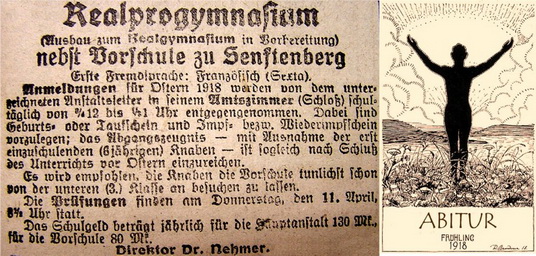 Realprogymnasium
(Ausbau zum Realgymnasium in Vorbereitung)
nebst Vorschule zu Senftenberg
Erste Fremdsprache: Französisch (Sexta).
Anmeldungen für Ostern 1918 werden von dem unter-
zeichneten Anstaltsleiter in seinem Amtszimmer (Schloß) schul-
täglich von ¾12 bis ½1 Uhr entgegengenommen. Dabei sind
Geburts- oder Taufschein und Impf- bezw. Wiederimpfschein
vorzulegen; das Abgangszeugnis — mit Ausnahme der erst
einzuschulenden (6jährigen) Knaben — ist sogleich nach Schluß
des Unterrichts vor Ostern einzureichen.
Es wird empfohlen, die Knaben die Vorschule tunlichst schon
von der unteren (3.) Klasse an besuchen zu lassen.
Die Prüfungen finden am Donnerstag, den 11. April,
Uhr statt.
Das Schulgeld beträgt jährlich für die Hauptanstalt 130 Mk.,
für die Vorschule 80 Mk.
Direktor Dr. Nehmer.
ABITUR
FRÜHLING
1918